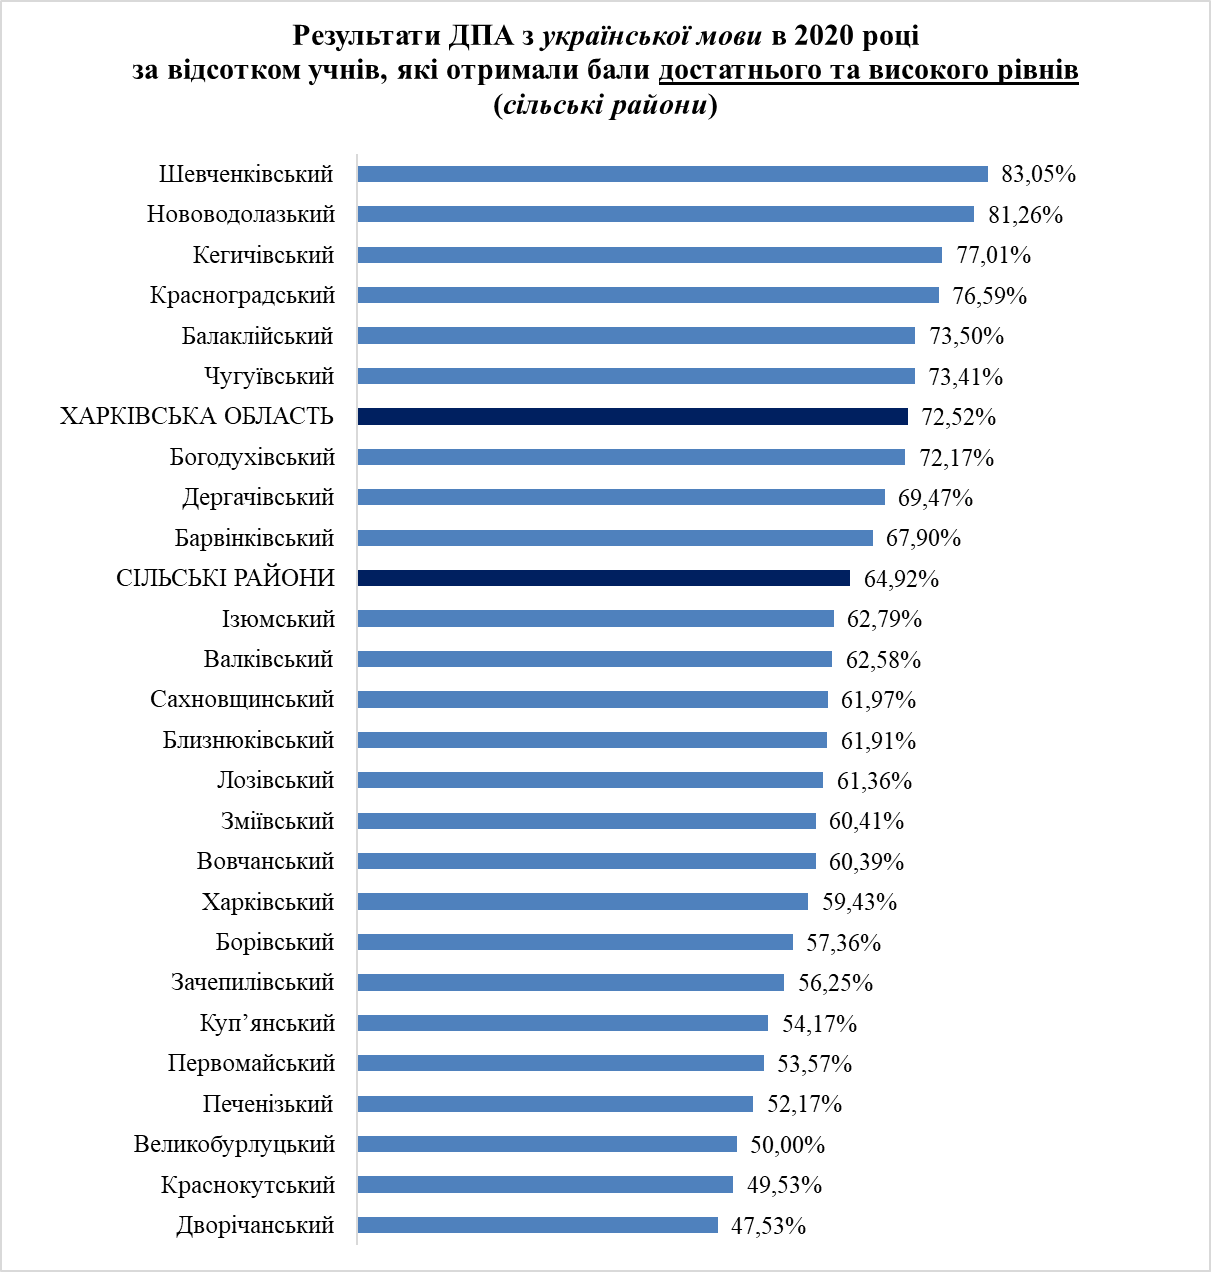 Результати ДПА з української мови в 2020 році
за відсотком учнів, які отримали бали достатнього та високого рівнів
(сільські райони)
Шевченківський 83,05%
Нововодолазький 81,26%
Кегичівський 77,01%
Красноградський 76,59%
Балаклійський 73,50%
Чугуївський 73,41%
ХАРКІВСЬКА ОБЛАСТЬ 72,52%
Богодухівський 72,17%
Дергачівський 69,47%
Барвінківський 67,90%
СІЛЬСЬКІ РАЙОНИ 64,92%
Ізюмський 62,79%
Валківський 62,58%
Сахновщинський 61,97%
Близнюківський 61,91%
Лозівський 61,36%
Зміївський 60,41%
Вовчанський 60,39%
Харківський 59,43%
Борівський 57,36%
Зачепилівський 56,25%
Куп’янський 54,17%
Первомайський 53,57%
Печенізький 52,17%
Великобурлуцький 50,00%
Краснокутський 49,53%
Дворічанський 47,53%